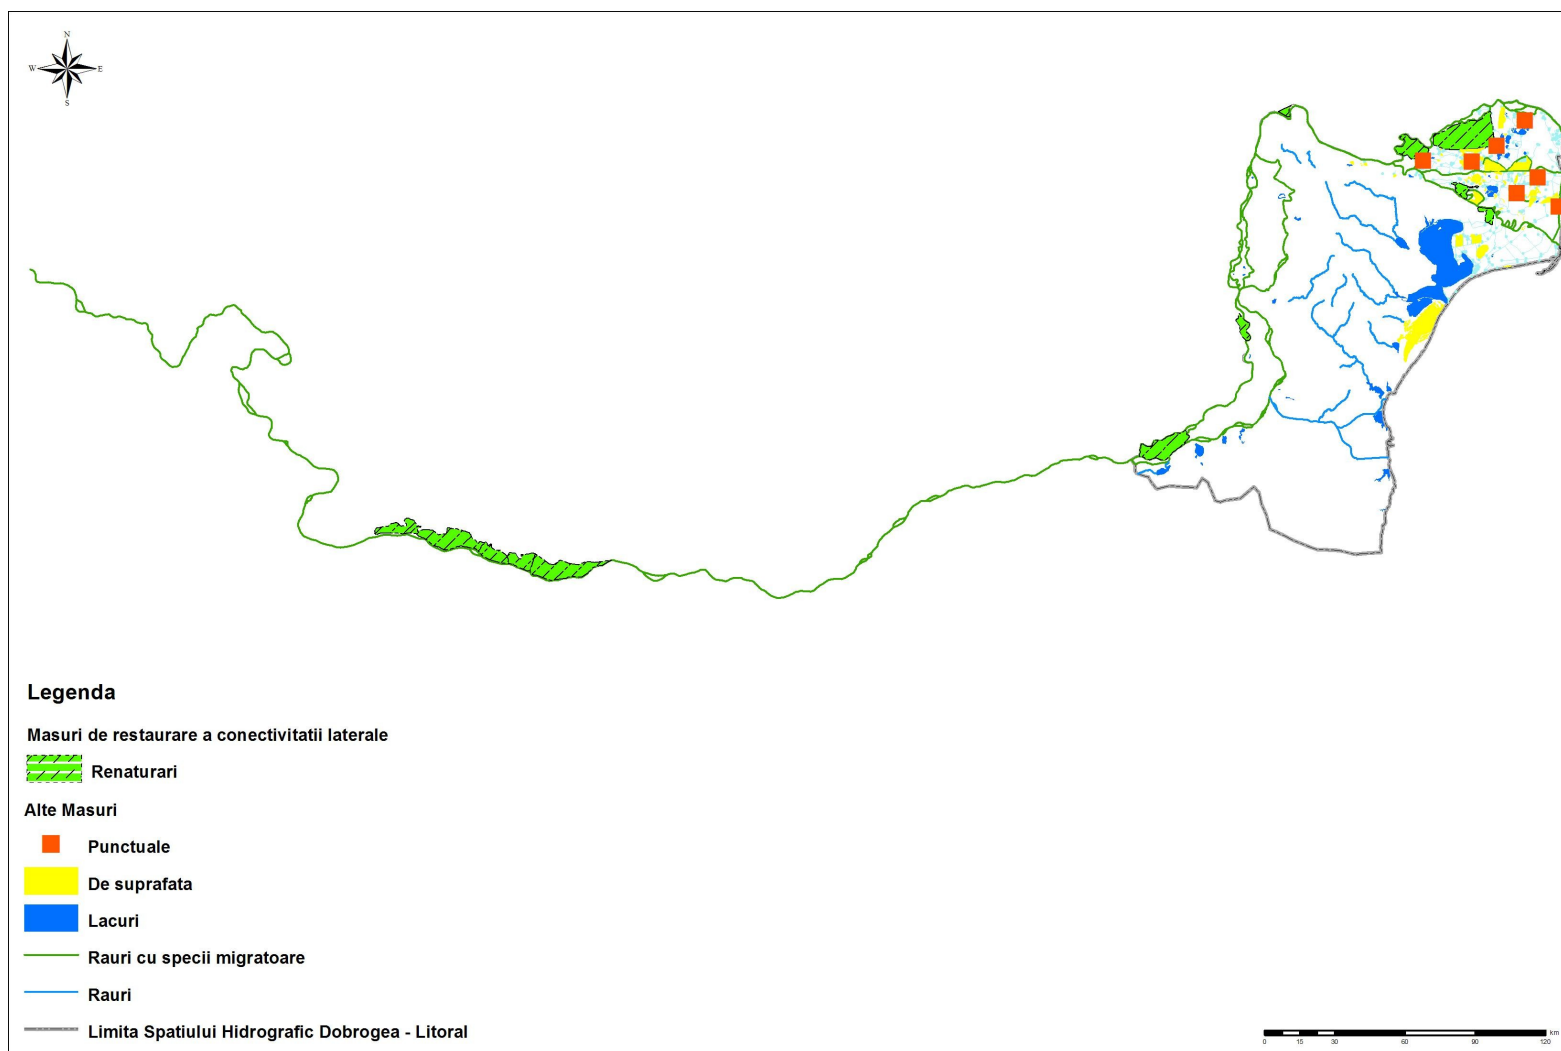 N
W E
S
Legenda
Masuri de restaurare a conectivitatii laterale
Renaturari
Alte Masuri
Punctuale
De suprafata
Lacuri
Rauri cu specii migratoare
Rauri
Limita Spatiului Hidrografic Dobrogea - Litoral
km
0 15 30 60 90 120